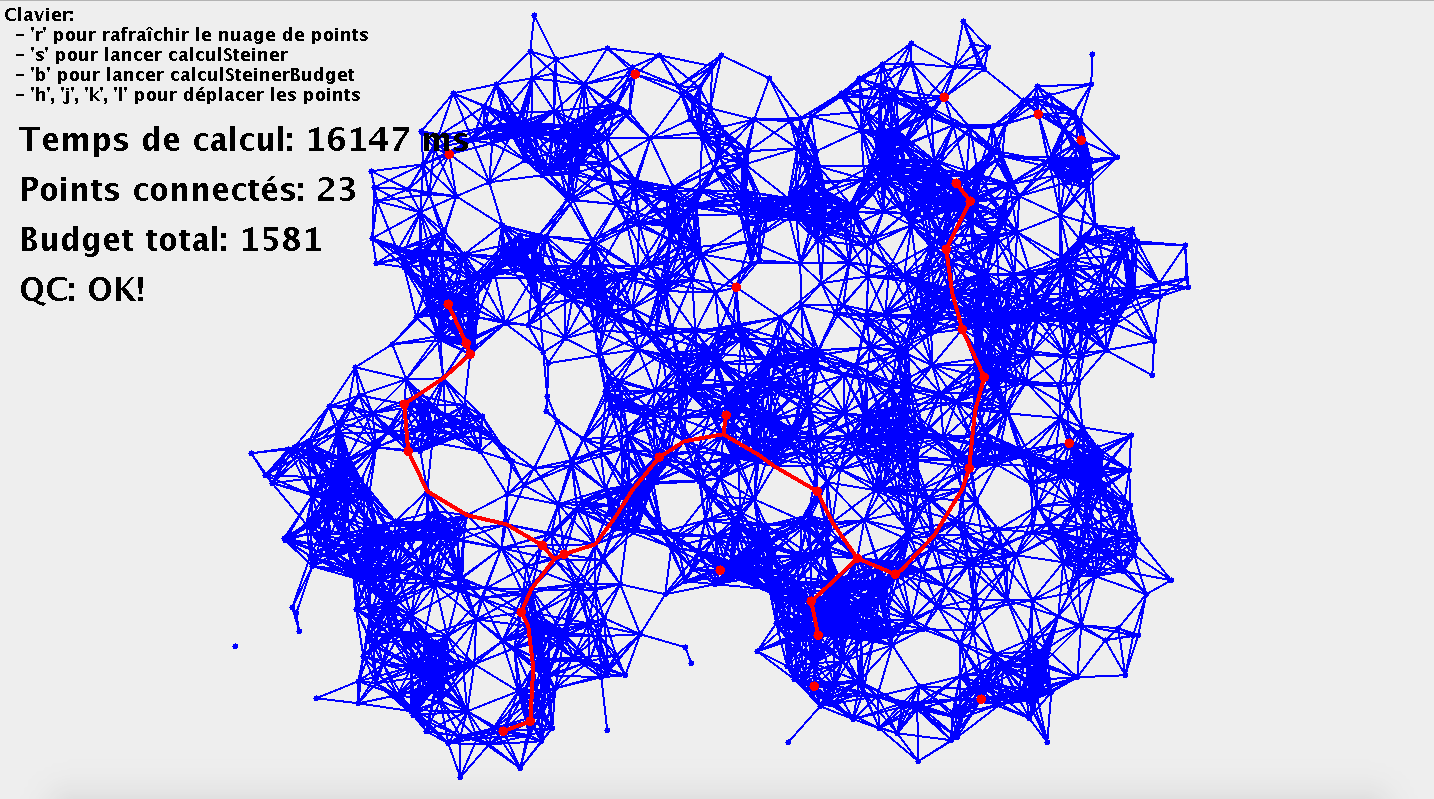 Clavier:
- 'r' pour rafraîchir le nuage de points
- 's' pour lancer calculSteiner
- 'b' pour lancer calculSteinerBudget
- 'h', 'j', 'k', 'l' pour déplacer les points
Temps de calcul: 16147 ms
Points connectés: 23
Budget total: 1581
QC: OK!